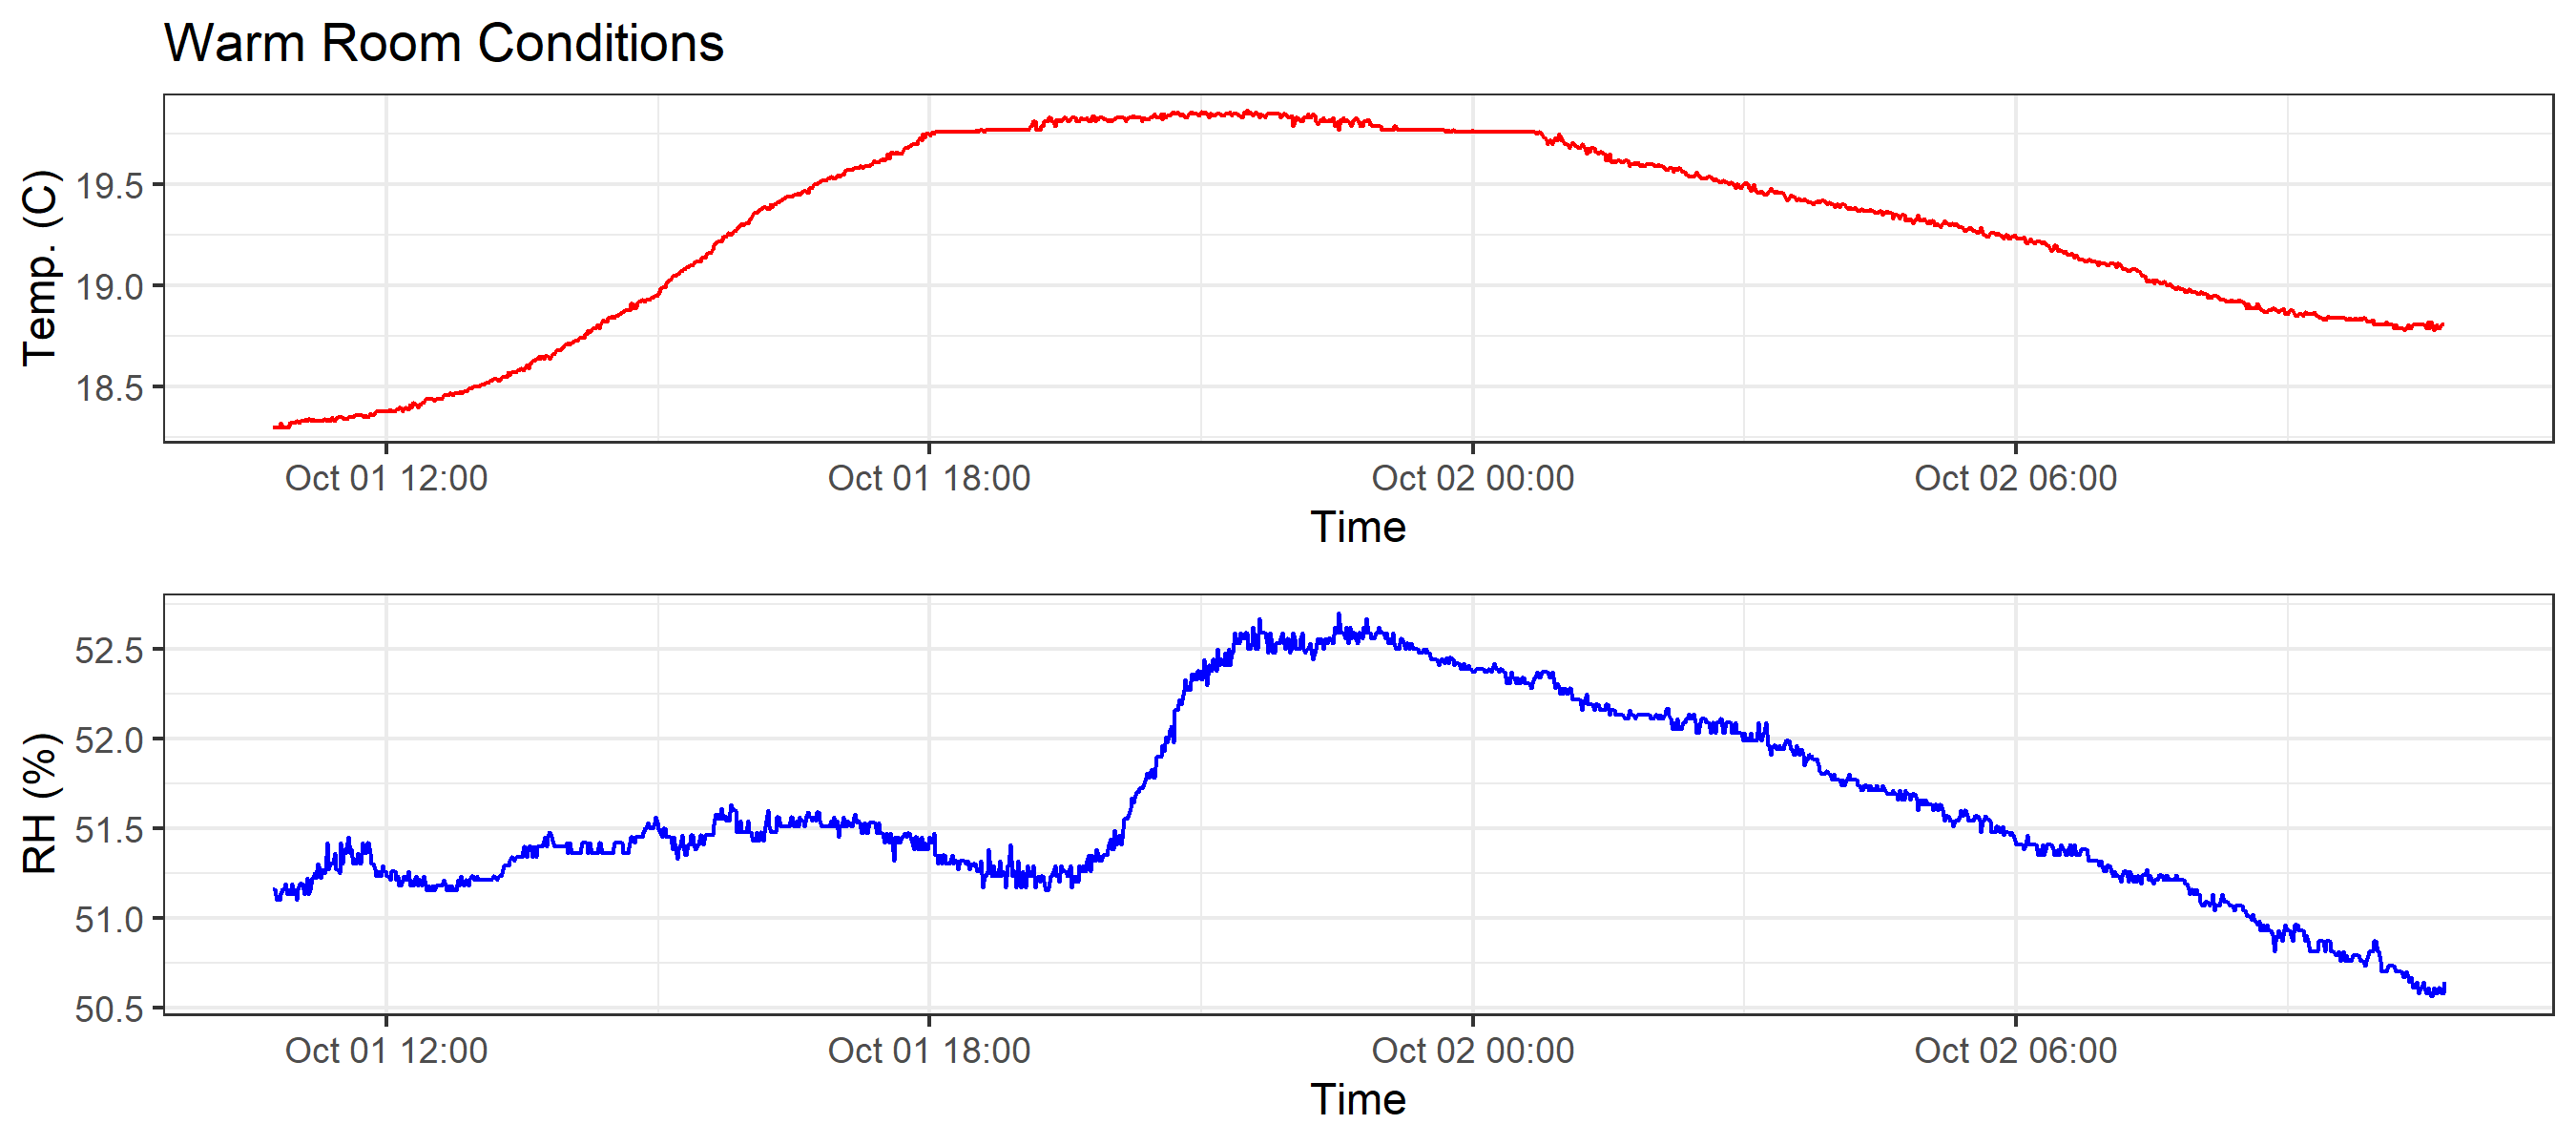 Warm Room Conditions
Temp. (C)
19.5
19.0
18.5
Oct 01 12:00 Oct 01 18:00 Oct 02 00:00 Oct 02 06:00
Time
RH (%)
52.5
52.0
51.5
51.0
50.5
Oct 01 12:00 Oct 01 18:00 Oct 02 00:00 Oct 02 06:00
Time